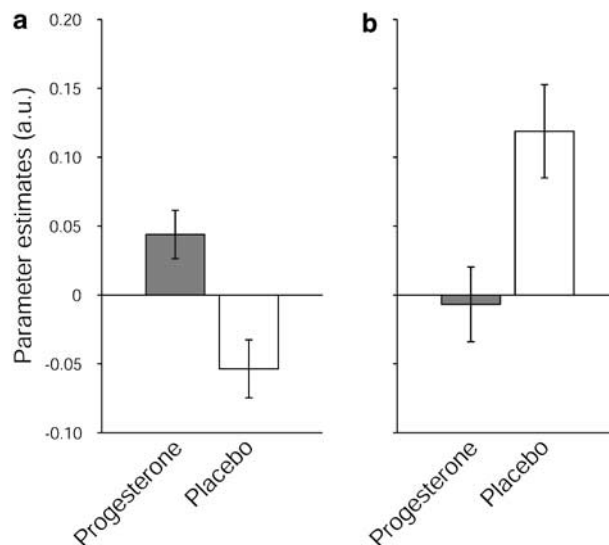 a
b
Parameter estimates (a.u.)
0.20
0.15
0.10
0.05
0
-0.05
-0.10
Progesterone
Placebo
Progesterone
Placebo